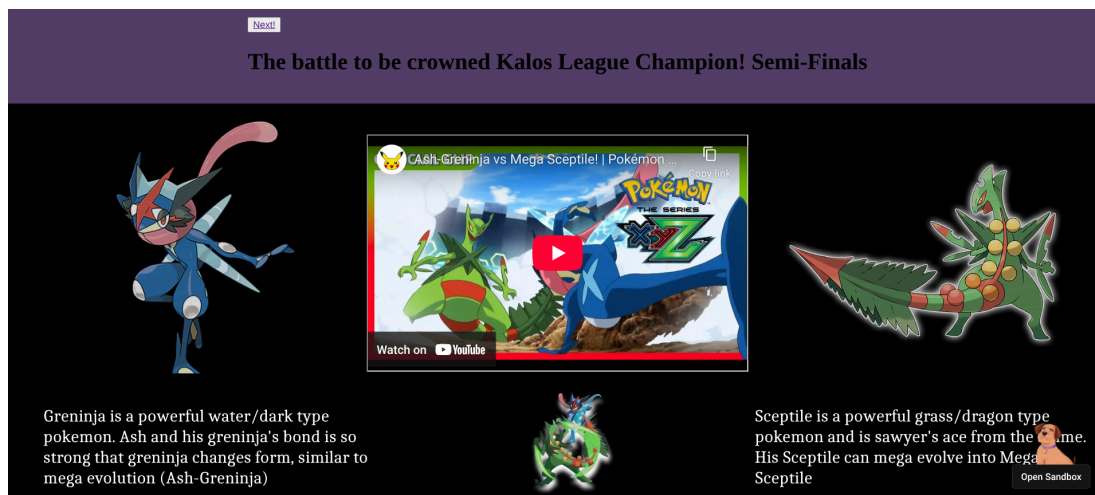 Next!
The battle to be crowned Kalos League Champion! Semi-Finals
Ash-Greninja vs Mega Sceptile! | Pokémon ...
Copy link
POKÉMON
THE SERIES
XYZ
Watch on YouTube
Greninja is a powerful water/dark type
pokemon. Ash and his greninja's bond is so
strong that greninja changes form, similar to
mega evolution (Ash-Greninja)
Sceptile is a powerful grass/dragon type
pokemon and is sawyer's ace from the
His Sceptile can mega evolve into Mega
Sceptile
Open Sandbox